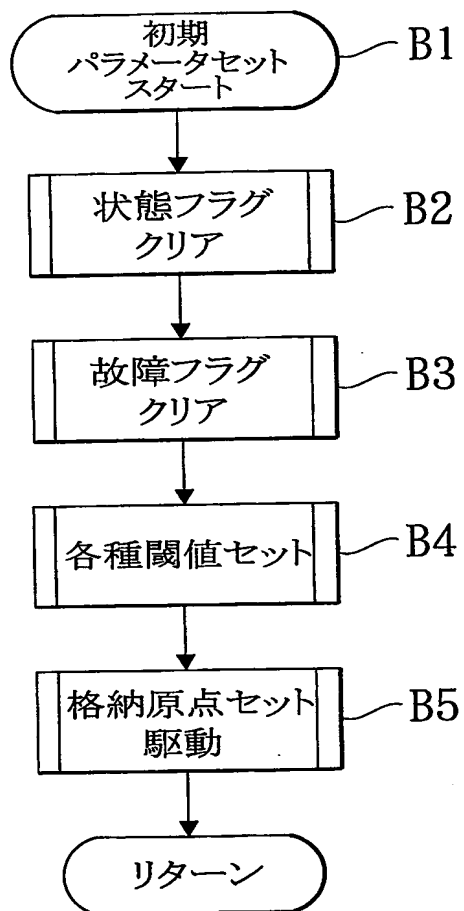 初期
パラメータセット
スタート
B1
状態フラグ
クリア
B2
故障フラグ
クリア
B3
各種閾値セット
B4
格納原点セット
駆動
B5
リターン